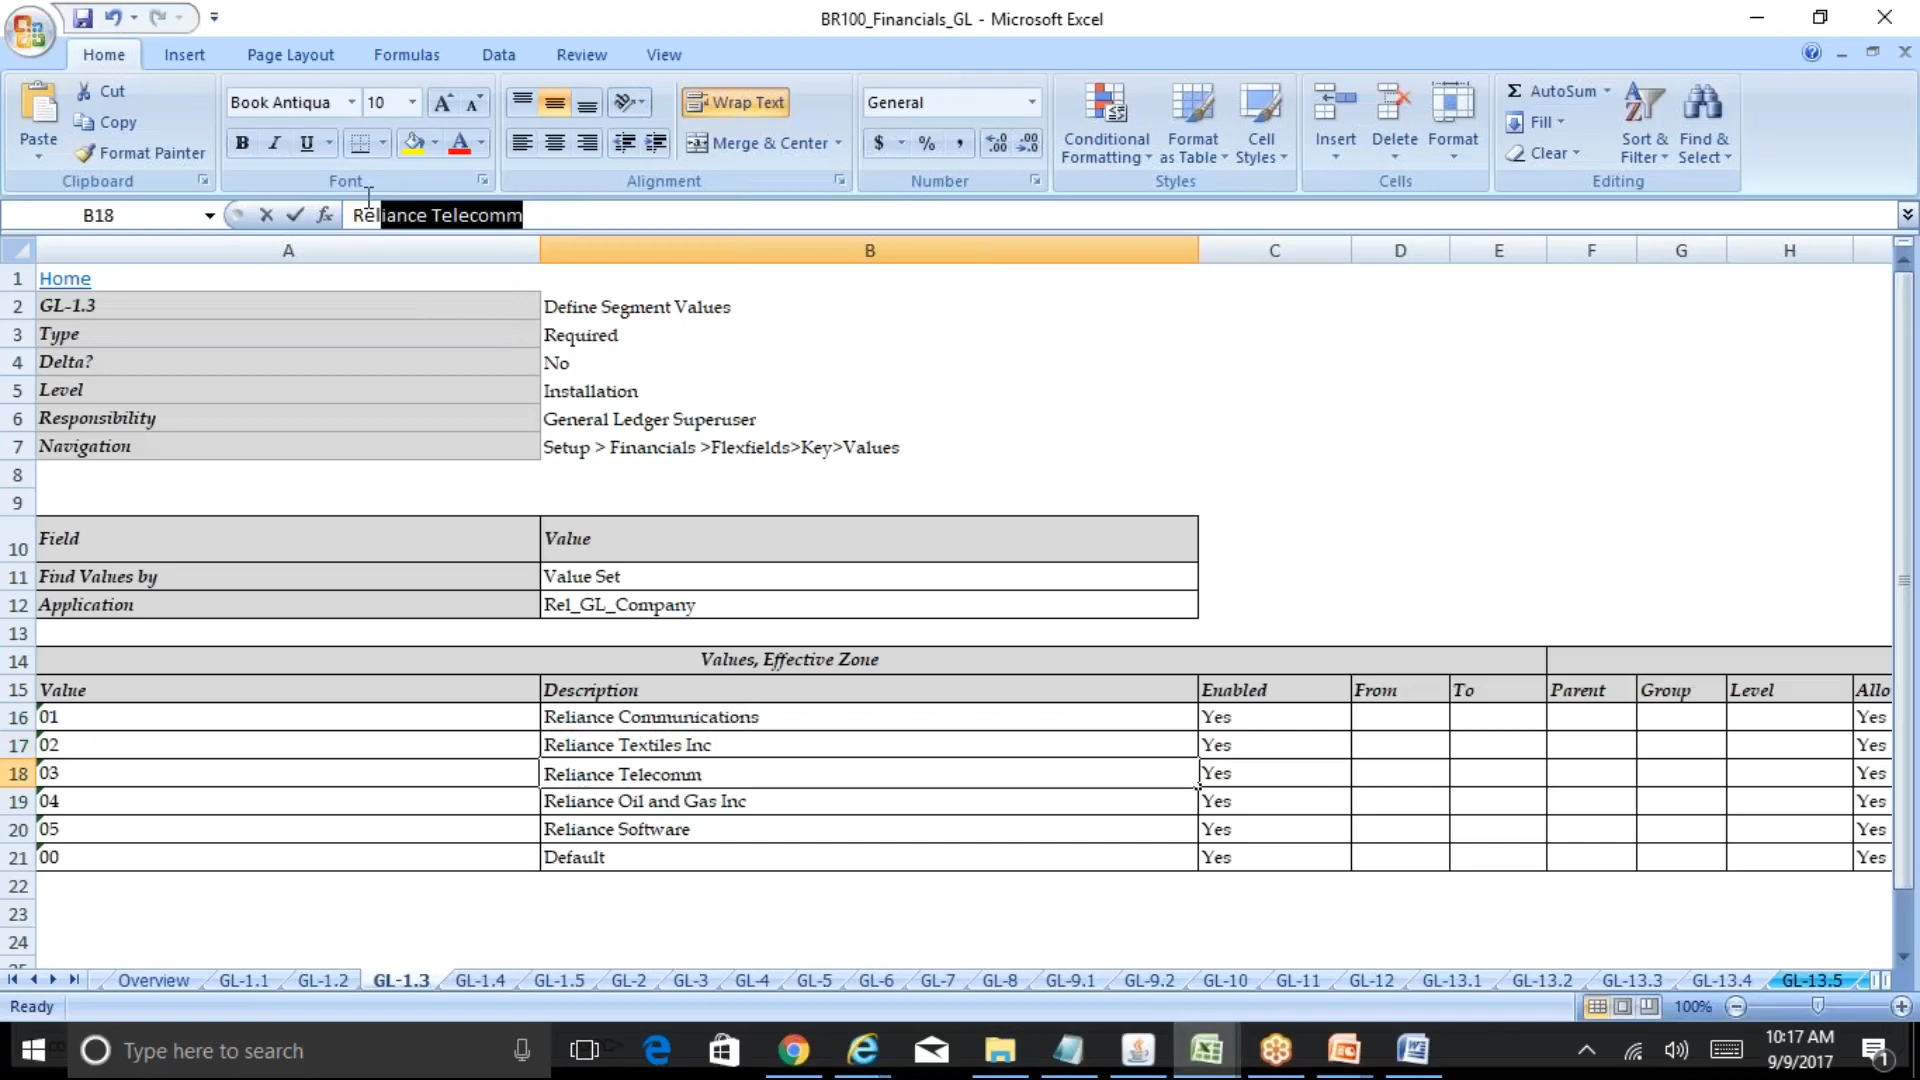 BR100_Financials_GL - Microsoft Excel
Home Insert Page Layout Formulas Data Review View
Paste
Cut
Copy
Format Painter
Clipboard
Book Antiqua 10
B I U
Font
Wrap Text
Merge & Center
Alignment
General
$ % ,
Number
Conditional Formatting
Format as Table
Cell Styles
Styles
Insert Delete Format
Cells
AutoSum
Fill
Clear
Sort & Filter
Find & Select
Editing
B18 fx Reliance Telecomm
A B C D E F G H
1 Home
2 GL-1.3 Define Segment Values
3 Type Required
4 Delta? No
5 Level Installation
6 Responsibility General Ledger Superuser
7 Navigation Setup > Financials >Flexfields>Key>Values
8
9
10 Field Value
11 Find Values by Value Set
12 Application Rel_GL_Company
13
14 Values, Effective Zone
15 Value Description Enabled From To Parent Group Level Allo
16 01 Reliance Communications Yes Yes
17 02 Reliance Textiles Inc Yes Yes
18 03 Reliance Telecomm Yes Yes
19 04 Reliance Oil and Gas Inc Yes Yes
20 05 Reliance Software Yes Yes
21 00 Default Yes Yes
22
23
24
Overview GL-1.1 GL-1.2 GL-1.3 GL-1.4 GL-1.5 GL-2 GL-3 GL-4 GL-5 GL-6 GL-7 GL-8 GL-9.1 GL-9.2 GL-10 GL-11 GL-12 GL-13.1 GL-13.2 GL-13.3 GL-13.4 GL-13.5
Ready 100%
Type here to search
10:17 AM
9/9/2017
1